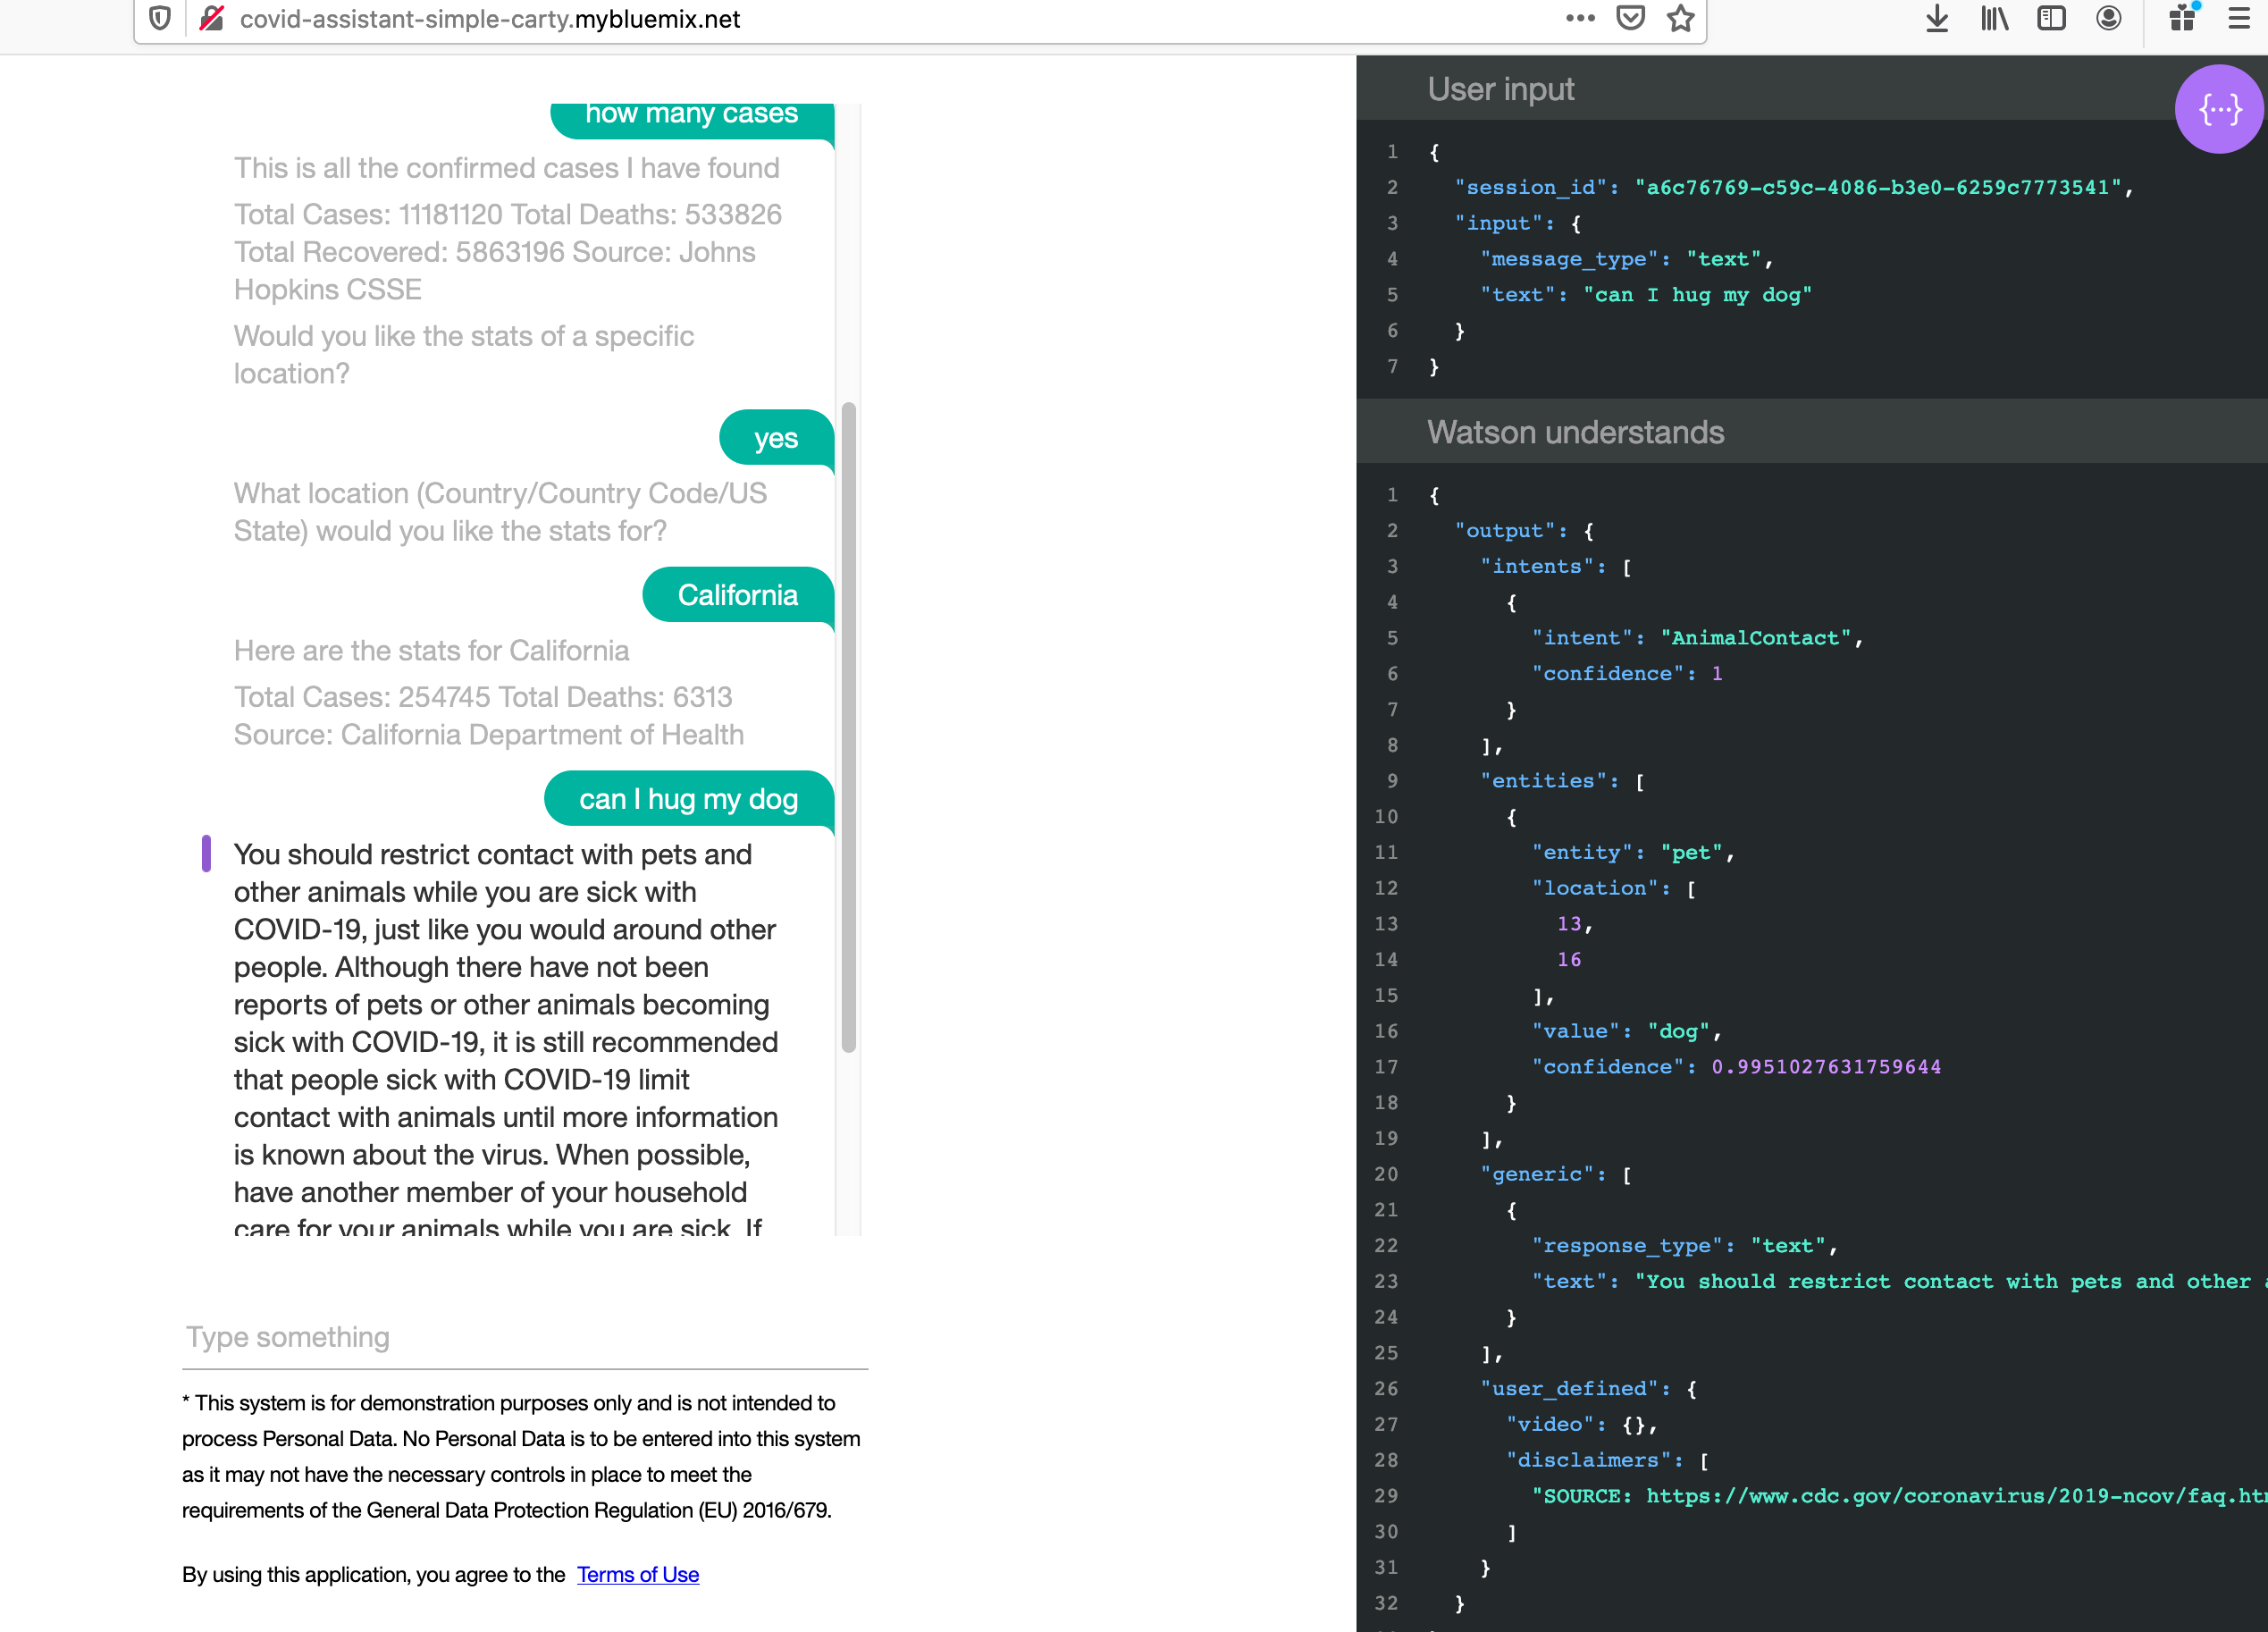 covid-assistant-simple-carty.mybluemix.net
how many cases
This is all the confirmed cases I have found
Total Cases: 11181120 Total Deaths: 533826
Total Recovered: 5863196 Source: Johns
Hopkins CSSE
Would you like the stats of a specific
location?
yes
What location (Country/Country Code/US
State) would you like the stats for?
California
Here are the stats for California
Total Cases: 254745 Total Deaths: 6313
Source: California Department of Health
can I hug my dog
You should restrict contact with pets and
other animals while you are sick with
COVID-19, just like you would around other
people. Although there have not been
reports of pets or other animals becoming
sick with COVID-19, it is still recommended
that people sick with COVID-19 limit
contact with animals until more information
is known about the virus. When possible,
have another member of your household
care for your animals while you are sick. If
Type something
* This system is for demonstration purposes only and is not intended to
process Personal Data. No Personal Data is to be entered into this system
as it may not have the necessary controls in place to meet the
requirements of the General Data Protection Regulation (EU) 2016/679.
By using this application, you agree to the Terms of Use
User input
{···}
1 {
2 "session_id": "a6c76769-c59c-4086-b3e0-6259c7773541",
3 "input": {
4 "message_type": "text",
5 "text": "can I hug my dog"
6 }
7 }
Watson understands
1 {
2 "output": {
3 "intents": [
4 {
5 "intent": "AnimalContact",
6 "confidence": 1
7 }
8 ],
9 "entities": [
10 {
11 "entity": "pet",
12 "location": [
13 13,
14 16
15 ],
16 "value": "dog",
17 "confidence": 0.9951027631759644
18 }
19 ],
20 "generic": [
21 {
22 "response_type": "text",
23 "text": "You should restrict contact with pets and other
24 }
25 ],
26 "user_defined": {
27 "video": {},
28 "disclaimers": [
29 "SOURCE: https://www.cdc.gov/coronavirus/2019-ncov/faq.ht
30 ]
31 }
32 }